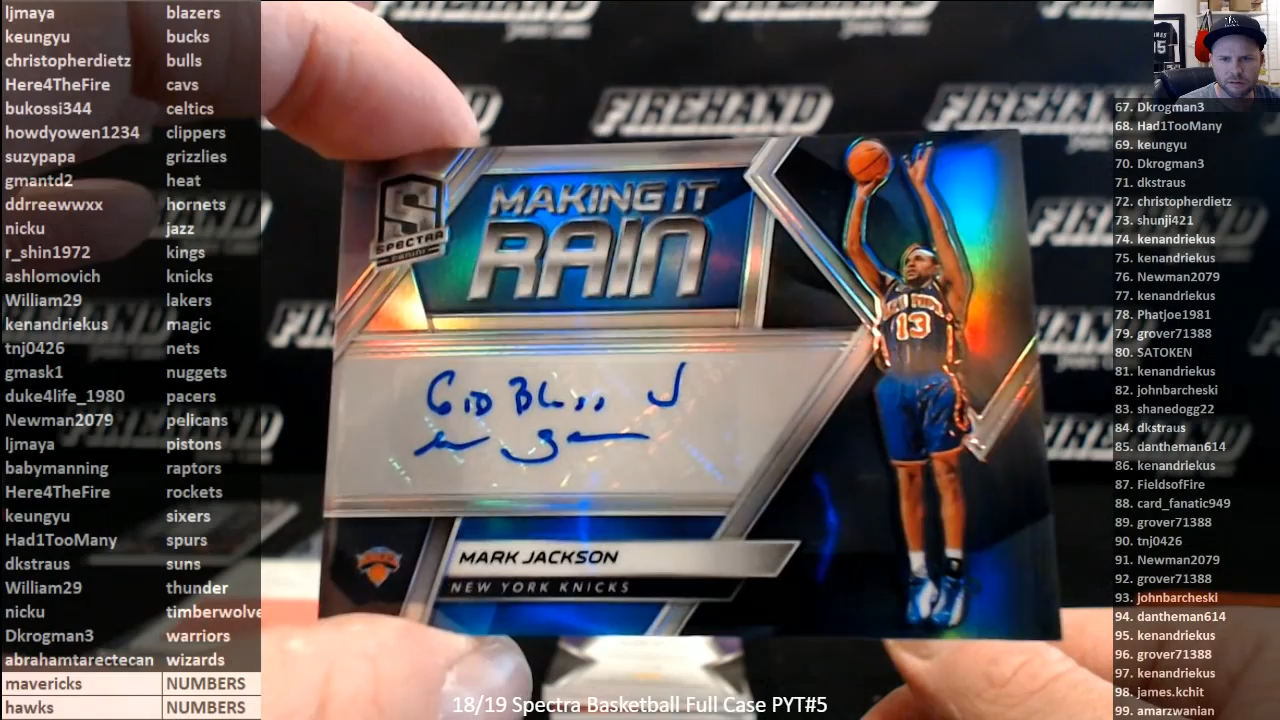 ljmaya blazers
keungyu bucks
christopherdietz bulls
Here4TheFire cavs
bukossi344 celtics
howdyowen1234 clippers
suzypapa grizzlies
gmantd2 heat
ddrreewwxx hornets
nicku jazz
r_shin1972 kings
ashlomovich knicks
William29 lakers
kenandriekus magic
tnj0426 nets
gmask1 nuggets
duke4life_1980 pacers
Newman2079 pelicans
ljmaya pistons
babymanning raptors
Here4TheFire rockets
keungyu sixers
Had1TooMany spurs
dkstraus suns
William29 thunder
nicku timberwolve
Dkrogman3 warriors
abrahamtarectecan wizards
mavericks NUMBERS
hawks NUMBERS
FIREHAND
FIREHAND
FIREHAND
SPECTRA
PANINI
MAKING IT
RAIN
NEW YORK
13
God Bless
MARK JACKSON
NEW YORK KNICKS
18/19 Spectra Basketball Full Case PYT#5
67. Dkrogman3
68. Had1TooMany
69. keungyu
70. Dkrogman3
71. dkstraus
72. christopherdietz
73. shunji421
74. kenandriekus
75. kenandriekus
76. Newman2079
77. kenandriekus
78. Phatjoe1981
79. grover71388
80. SATOKEN
81. kenandriekus
82. johnbarcheski
83. shanedogg22
84. dkstraus
85. dantheman614
86. kenandriekus
87. FieldsofFire
88. card_fanatic949
89. grover71388
90. tnj0426
91. Newman2079
92. grover71388
93. johnbarcheski
94. dantheman614
95. kenandriekus
96. grover71388
97. kenandriekus
98. james.kchit
99. amarzwanian